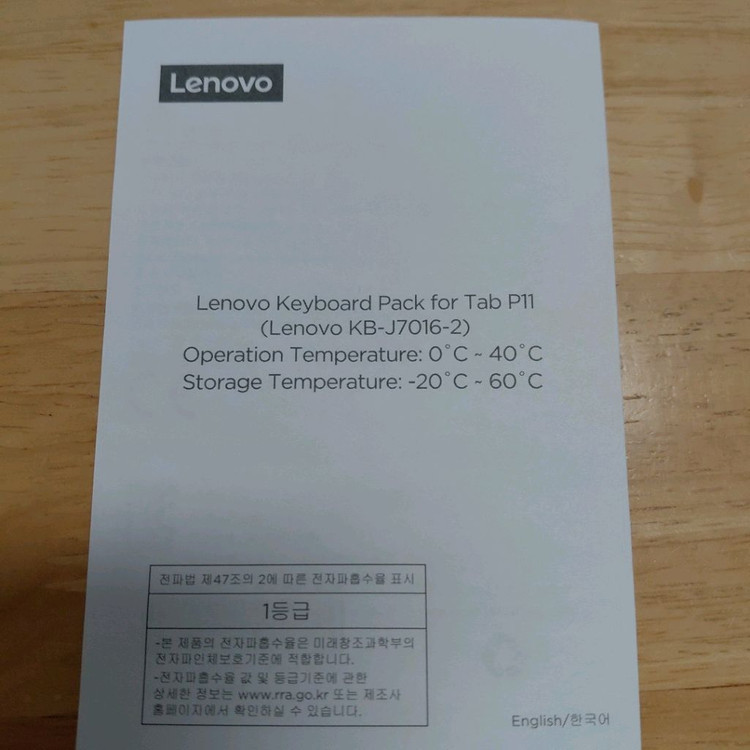 Lenovo
Lenovo Keyboard Pack for Tab P11
(Lenovo KB-J7016-2)
Operation Temperature: 0°C ~ 40°C
Storage Temperature: -20°C ~ 60°C
전파법 제47조의 2에 따른 전자파흡수율 표시
1등급
-본 제품의 전자파흡수율은 미래창조과학부의
전자파인체보호기준에 적합합니다.
-전자파흡수율 값 및 등급기준에 관한
상세한 정보는 www.rra.go.kr 또는 제조사
홈페이지에서 확인하실 수 있습니다.
English/한국어